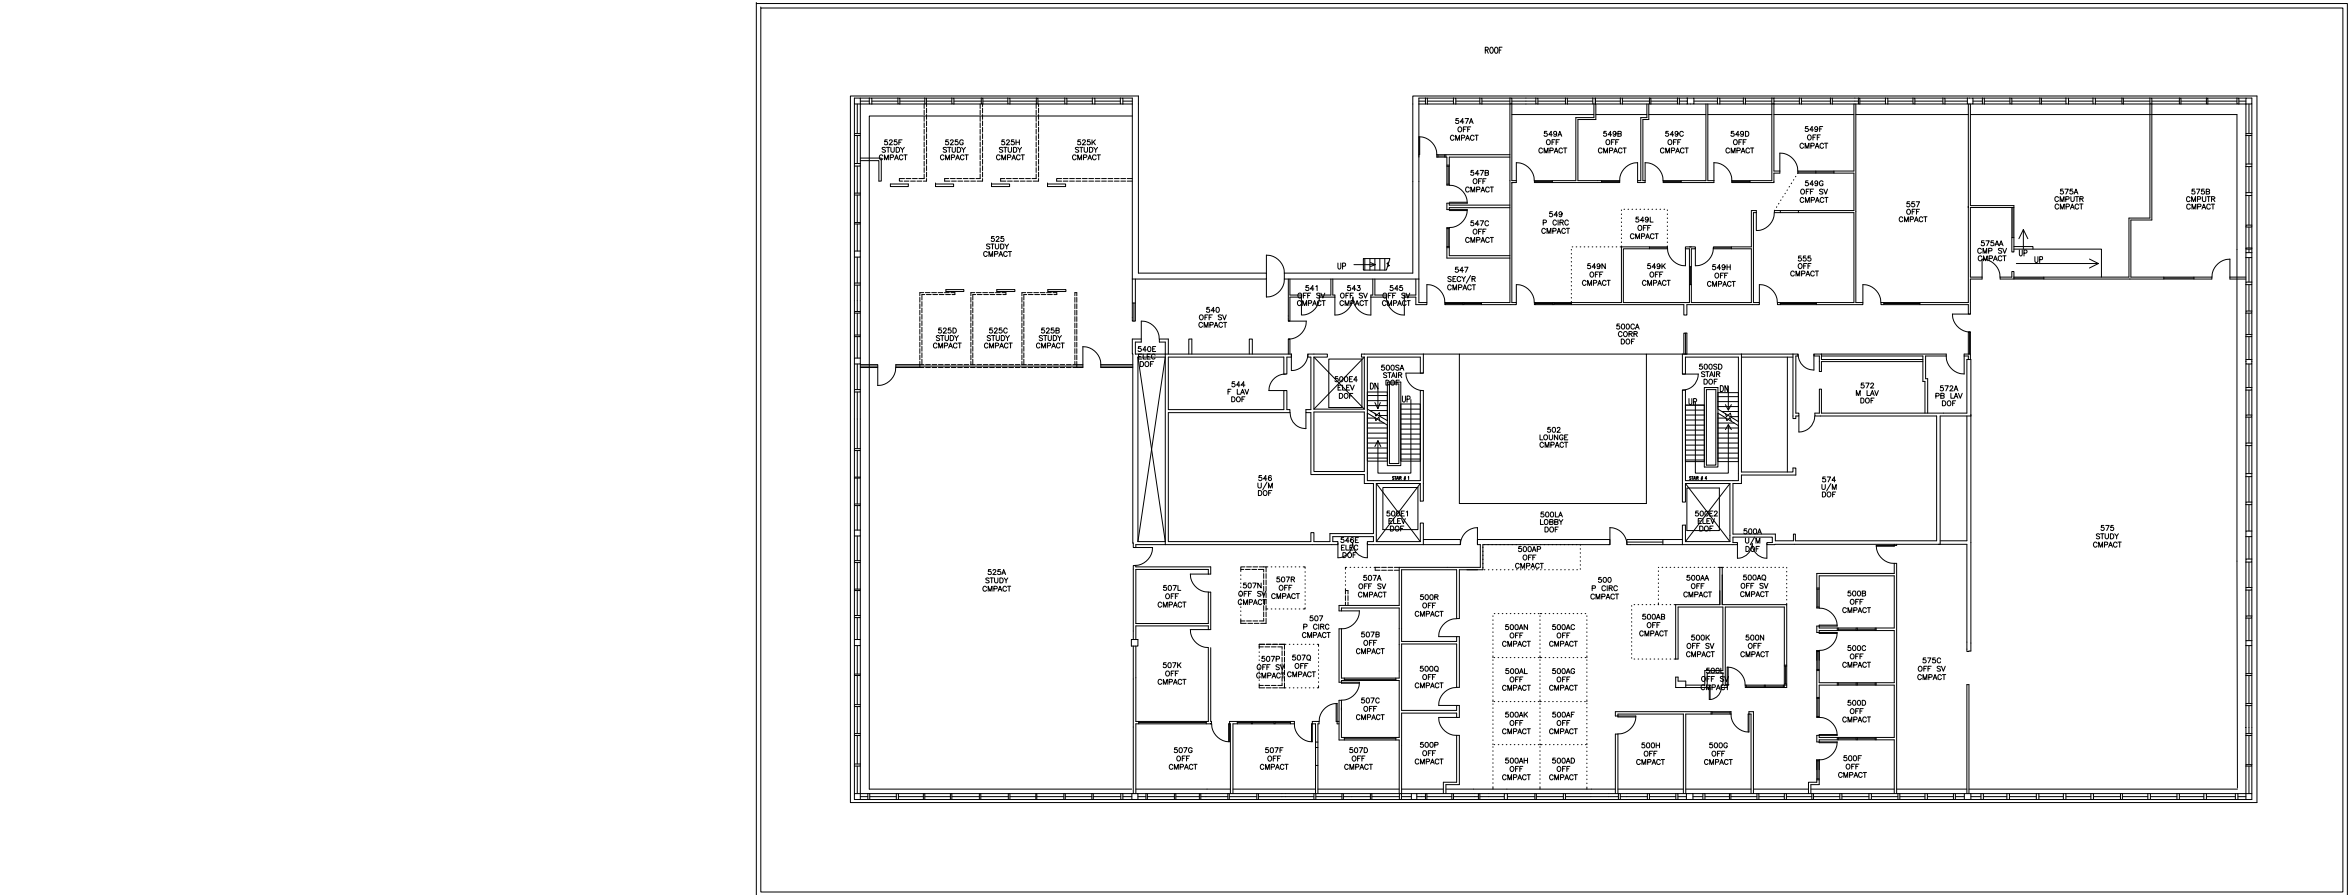 ROOF
547A
OFF
CMPACT
549A
OFF
CMPACT
549B
OFF
CMPACT
549C
OFF
CMPACT
549D
OFF
CMPACT
549F
OFF
CMPACT
525F
STUDY
CMPACT
525G
STUDY
CMPACT
525H
STUDY
CMPACT
525K
STUDY
CMPACT
547B
OFF
CMPACT
549G
OFF SV
CMPACT
575A
CMPUTR
CMPACT
575B
CMPUTR
CMPACT
557
OFF
CMPACT
547C
OFF
CMPACT
549
P CIRC
CMPACT
549L
OFF
CMPACT
525
STUDY
CMPACT
575AA
CMP SV
CMPACT
UP
UP
UP
547
SECY/R
CMPACT
549N
OFF
CMPACT
549K
OFF
CMPACT
549H
OFF
CMPACT
555
OFF
CMPACT
541
OFF SV
CMPACT
543
OFF SV
CMPACT
545
OFF SV
CMPACT
540
OFF SV
CMPACT
525D
STUDY
CMPACT
525C
STUDY
CMPACT
525B
STUDY
CMPACT
500CA
CORR
DOF
540E
ELEC
DOF
544
F LAV
DOF
500E4
ELEV
DOF
500SA
STAIR
DOF
DN
UP
500SD
STAIR
DOF
DN
UP
572
M LAV
DOF
572A
PB LAV
DOF
502
LOUNGE
CMPACT
546
U/M
DOF
574
U/M
DOF
500E1
ELEV
DOF
500LA
LOBBY
DOF
500E2
ELEV
DOF
575
STUDY
CMPACT
546E
ELEC
DOF
500A
U/M
DOF
500AP
OFF
CMPACT
525A
STUDY
CMPACT
507L
OFF
CMPACT
507N
OFF SV
CMPACT
507R
OFF
CMPACT
507A
OFF SV
CMPACT
500R
OFF
CMPACT
500
P CIRC
CMPACT
500AA
OFF
CMPACT
500AQ
OFF SV
CMPACT
500B
OFF
CMPACT
507
P CIRC
CMPACT
507B
OFF
CMPACT
500AN
OFF
CMPACT
500AC
OFF
CMPACT
500AB
OFF
CMPACT
500K
OFF SV
CMPACT
500N
OFF
CMPACT
500C
OFF
CMPACT
507K
OFF
CMPACT
507P
OFF SV
CMPACT
507Q
OFF
CMPACT
500Q
OFF
CMPACT
500AL
OFF
CMPACT
500AG
OFF
CMPACT
500L
OFF SV
CMPACT
575C
OFF SV
CMPACT
507C
OFF
CMPACT
500AK
OFF
CMPACT
500AF
OFF
CMPACT
500D
OFF
CMPACT
507G
OFF
CMPACT
507F
OFF
CMPACT
507D
OFF
CMPACT
500P
OFF
CMPACT
500AH
OFF
CMPACT
500AD
OFF
CMPACT
500H
OFF
CMPACT
500G
OFF
CMPACT
500F
OFF
CMPACT